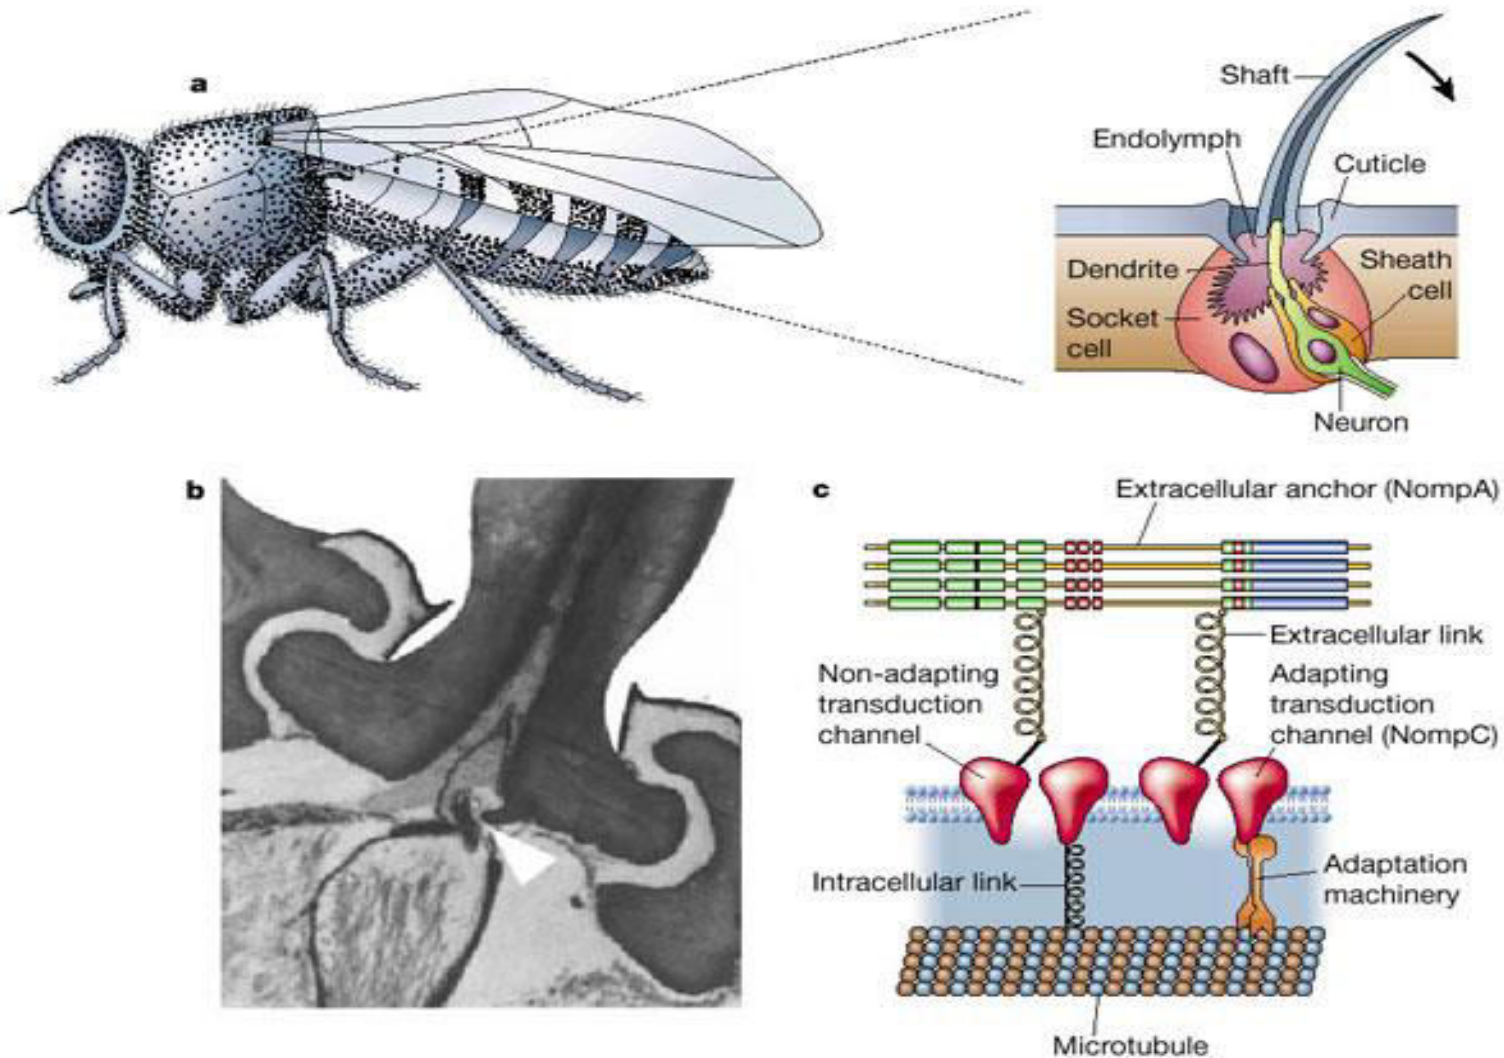 a
Shaft
Endolymph
Cuticle
Dendrite
Sheath
cell
Socket
cell
Neuron
b
c
Extracellular anchor (NompA)
Extracellular link
Non-adapting
transduction
channel
Adapting
transduction
channel (NompC)
Intracellular link
Adaptation
machinery
Microtubule